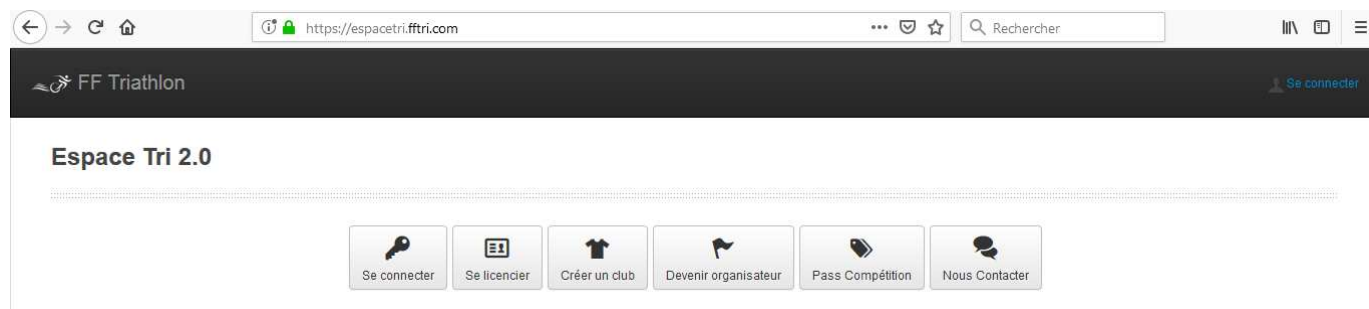 https://espacetri.fftri.com
Rechercher
FF Triathlon
Se connecter
Espace Tri 2.0
Se connecter
Se licencier
Créer un club
Devenir organisateur
Pass Compétition
Nous Contacter